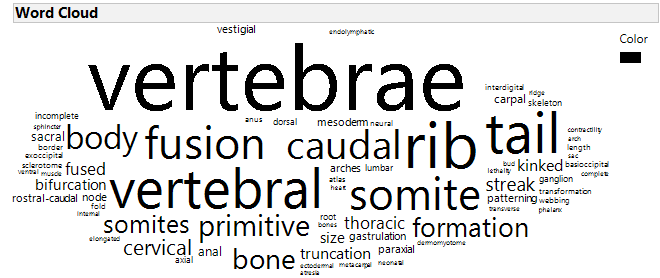 Word Cloud
vestigial
endolymphatic
Color
vertebrae
interdigital
ridge
carpal
skeleton
incomplete
anus
dorsal
mesoderm
neural
sphincter
sacral
body
fusion
caudal
rib
tail
contractility
arch
border
length
exoccipital
sac
sclerotome
fused
arches
lumbar
bud
kinked
basioccipital
ventral
muscle
lethality
complete
bifurcation
vertebral
atlas
heart
somite
streak
ganglion
transformation
rostral-caudal
node
patterning
webbing
fold
transverse
phalanx
internal
somites
primitive
root
bones
thoracic
formation
elongated
size
gastrulation
dermomyotome
cervical
anal
bone
truncation
paraxial
axial
ectodermal
metacarpal
neonatal
atresia